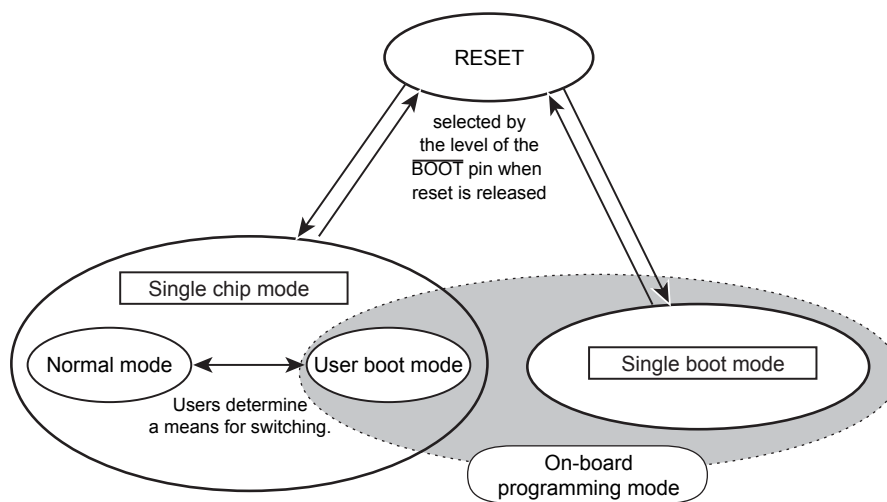 RESET
selected by
the level of the
BOOT pin when
reset is released
Single chip mode
Normal mode
User boot mode
Single boot mode
Users determine
a means for switching.
On-board
programming mode